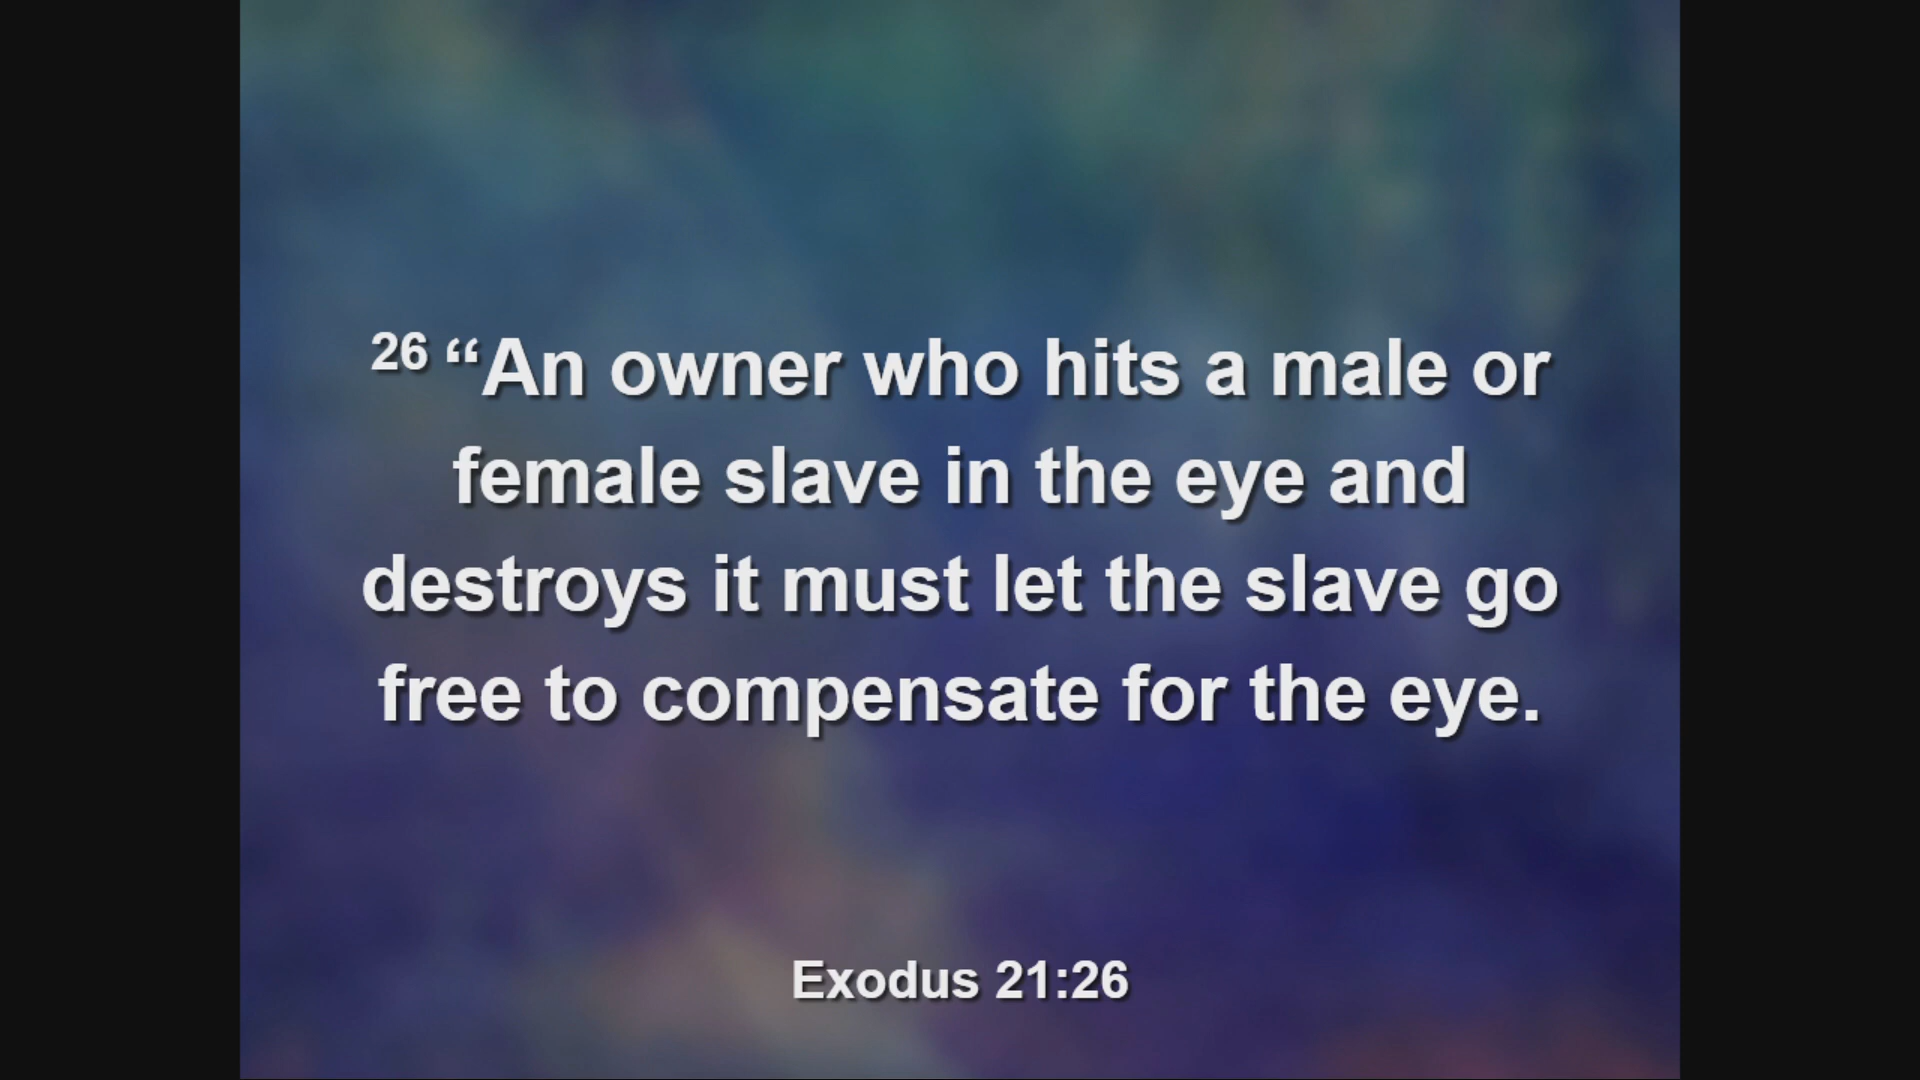 26 “An owner who hits a male or
female slave in the eye and
destroys it must let the slave go
free to compensate for the eye.
Exodus 21:26